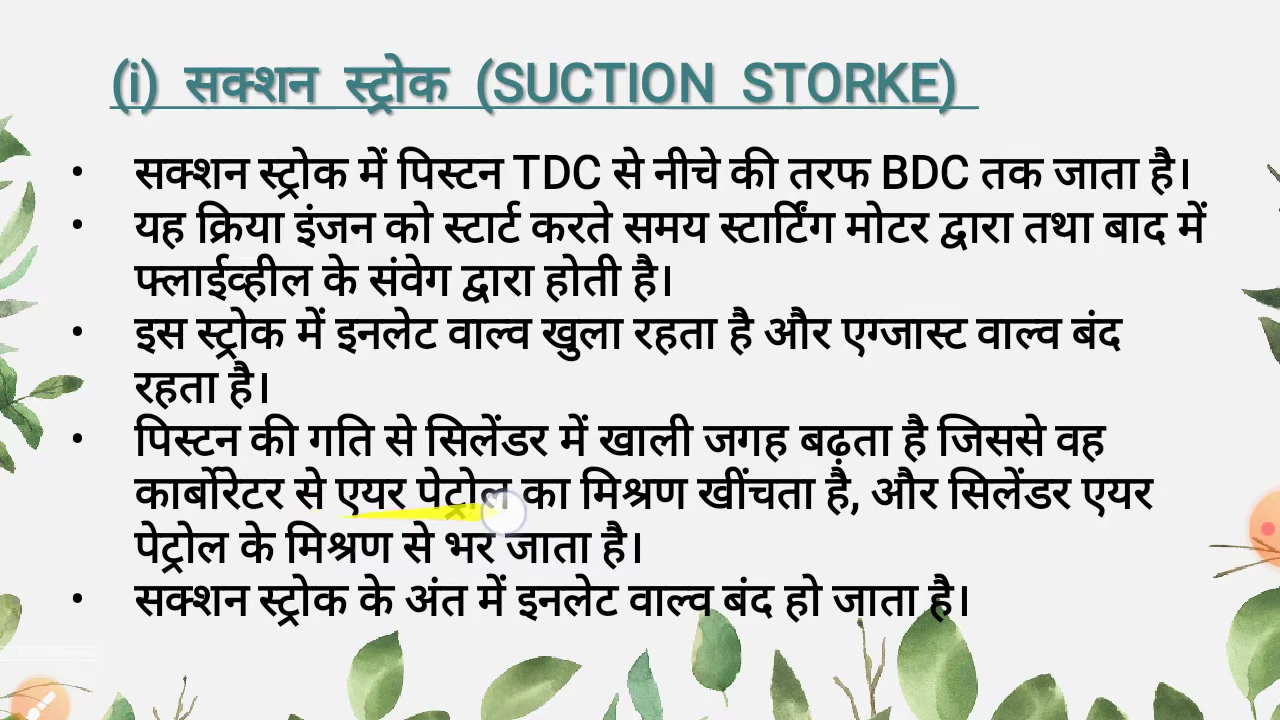 (i) सक्शन स्ट्रोक (SUCTION STORKE)
• सक्शन स्ट्रोक में पिस्टन TDC से नीचे की तरफ BDC तक जाता है।
• यह क्रिया इंजन को स्टार्ट करते समय स्टार्टिंग मोटर द्वारा तथा बाद में
फ्लाईव्हील के संवेग द्वारा होती है।
• इस स्ट्रोक में इनलेट वाल्व खुला रहता है और एग्जास्ट वाल्व बंद
रहता है।
• पिस्टन की गति से सिलेंडर में खाली जगह बढ़ता है जिससे वह
कार्बोरेटर से एयर पेट्रोल का मिश्रण खींचता है, और सिलेंडर एयर
पेट्रोल के मिश्रण से भर जाता है।
• सक्शन स्ट्रोक के अंत में इनलेट वाल्व बंद हो जाता है।